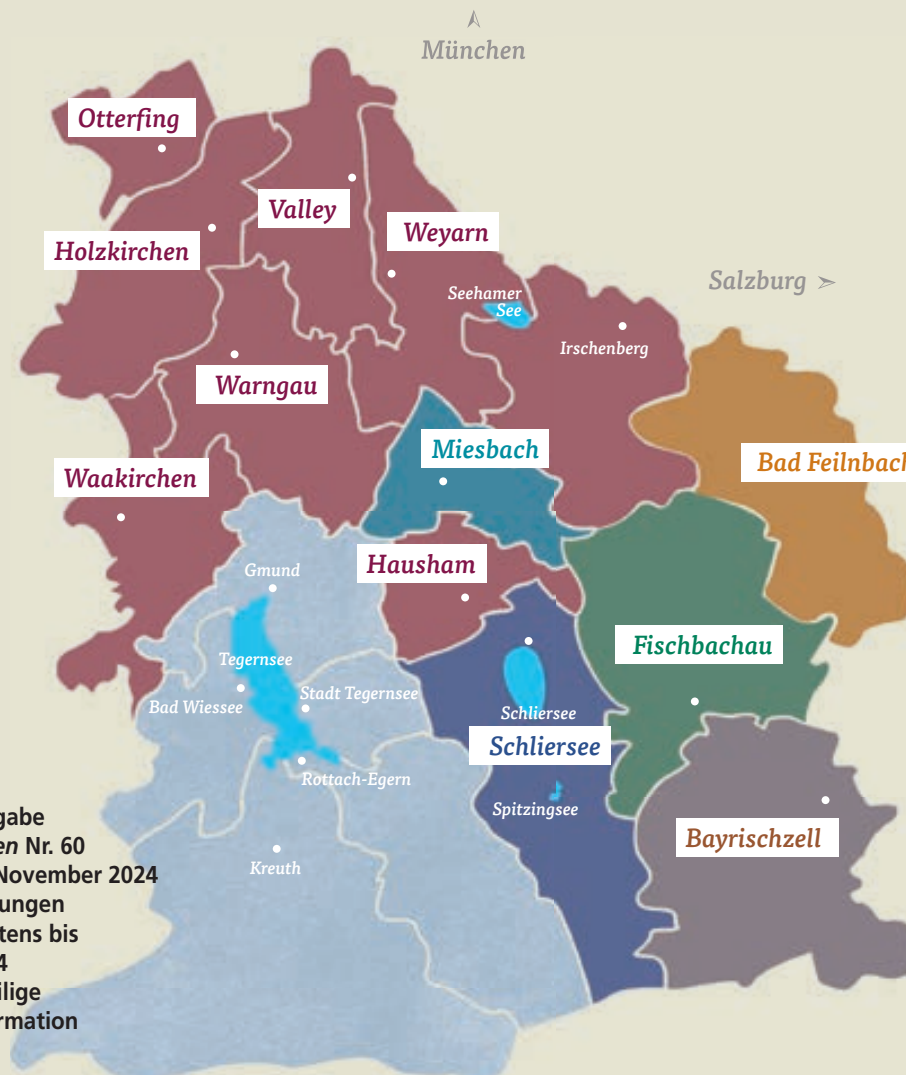 München
Otterfing
Valley
Weyarn
Holzkirchen
Salzburg
Seehamer
See
Irschenberg
Warngau
Miesbach
Bad Feilnbach
Waakirchen
Hausham
Gmund
Fischbachau
Tegernsee
Stadt Tegernsee
Bad Wiessee
Schliersee
Schliersee
Rottach-Egern
Spitzingsee
Bayrischzell
Kreuth
gabe
en Nr. 60
November 2024
ungen
tens bis
4
ilige
rmation